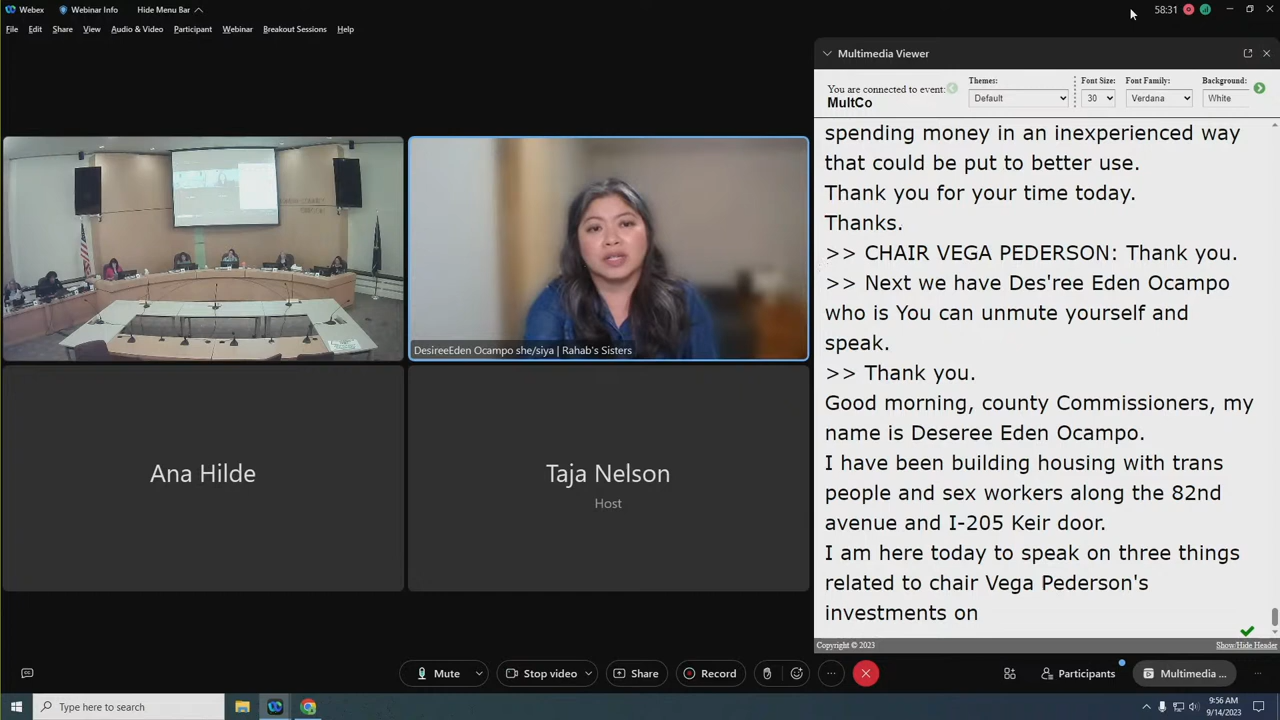 Webex
Webinar Info
Hide Menu Bar
58:31
File Edit Share View Audio & Video Participant Webinar Breakout Sessions Help
Multimedia Viewer
You are connected to event:
MultCo
Themes:
Default
Font Size:
30
Font Family:
Verdana
Background:
White
spending money in an inexperienced way
that could be put to better use.
Thank you for your time today.
Thanks.
>> CHAIR VEGA PEDERSON: Thank you.
>> Next we have Des'ree Eden Ocampo
who is You can unmute yourself and
speak.
>> Thank you.
Good morning, county Commissioners, my
name is Deseree Eden Ocampo.
I have been building housing with trans
people and sex workers along the 82nd
avenue and I-205 Keir door.
I am here today to speak on three things
related to chair Vega Pederson's
investments on
DesireeEden Ocampo she/siya | Rahab's Sisters
Ana Hilde
Taja Nelson
Host
Copyright © 2023
Show/Hide Header
Mute
Stop video
Share
Record
Participants
Multimedia ...
Type here to search
9:56 AM
9/14/2023